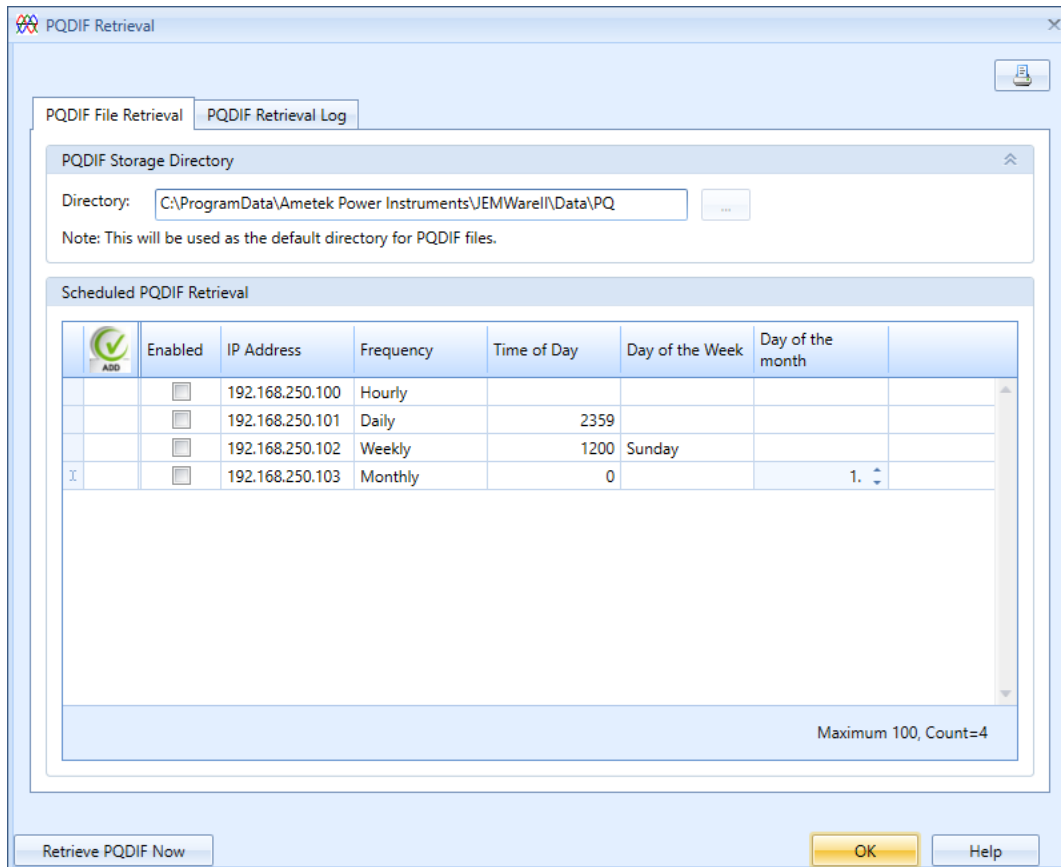 PQDIF Retrieval
PQDIF File Retrieval PQDIF Retrieval Log
PQDIF Storage Directory
Directory: C:\ProgramData\Ametek Power Instruments\JEMWareII\Data\PQ ...
Note: This will be used as the default directory for PQDIF files.
Scheduled PQDIF Retrieval
ADD Enabled IP Address Frequency Time of Day Day of the Week Day of the month
192.168.250.100 Hourly
192.168.250.101 Daily 2359
192.168.250.102 Weekly 1200 Sunday
192.168.250.103 Monthly 0 1.
Maximum 100, Count=4
Retrieve PQDIF Now OK Help